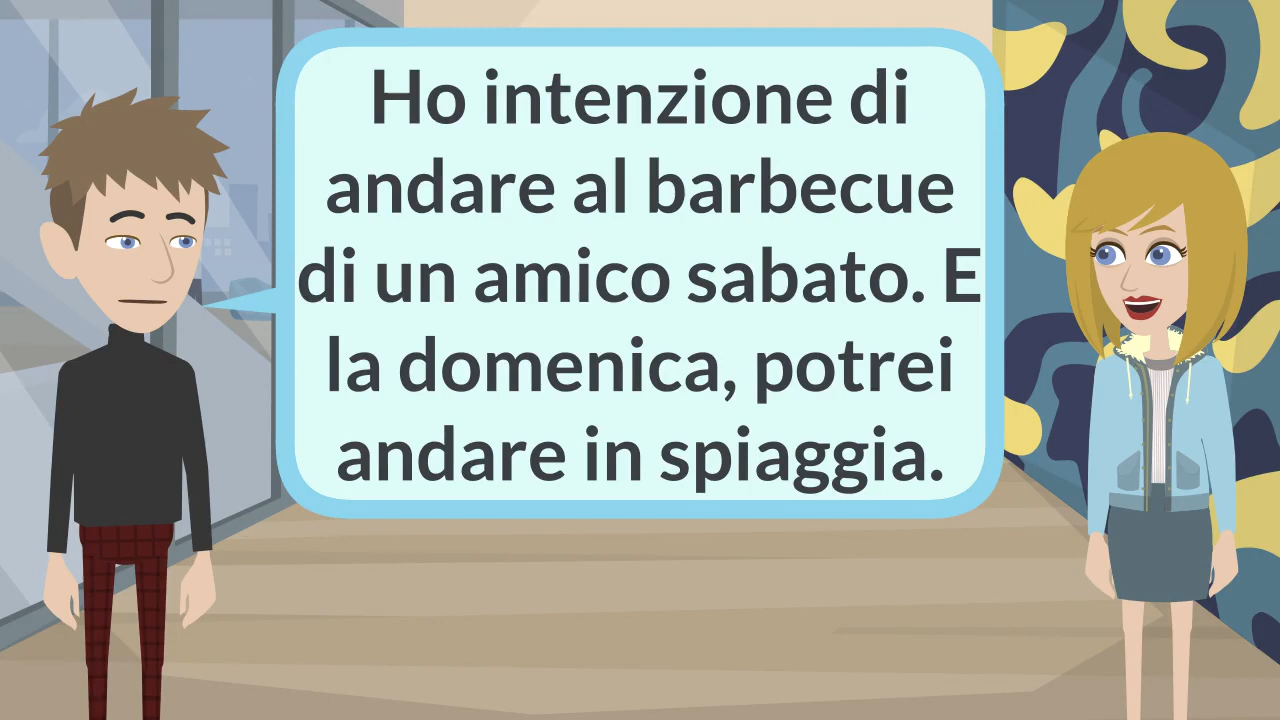 Ho intenzione di
andare al barbecue
di un amico sabato. E
la domenica, potrei
andare in spiaggia.